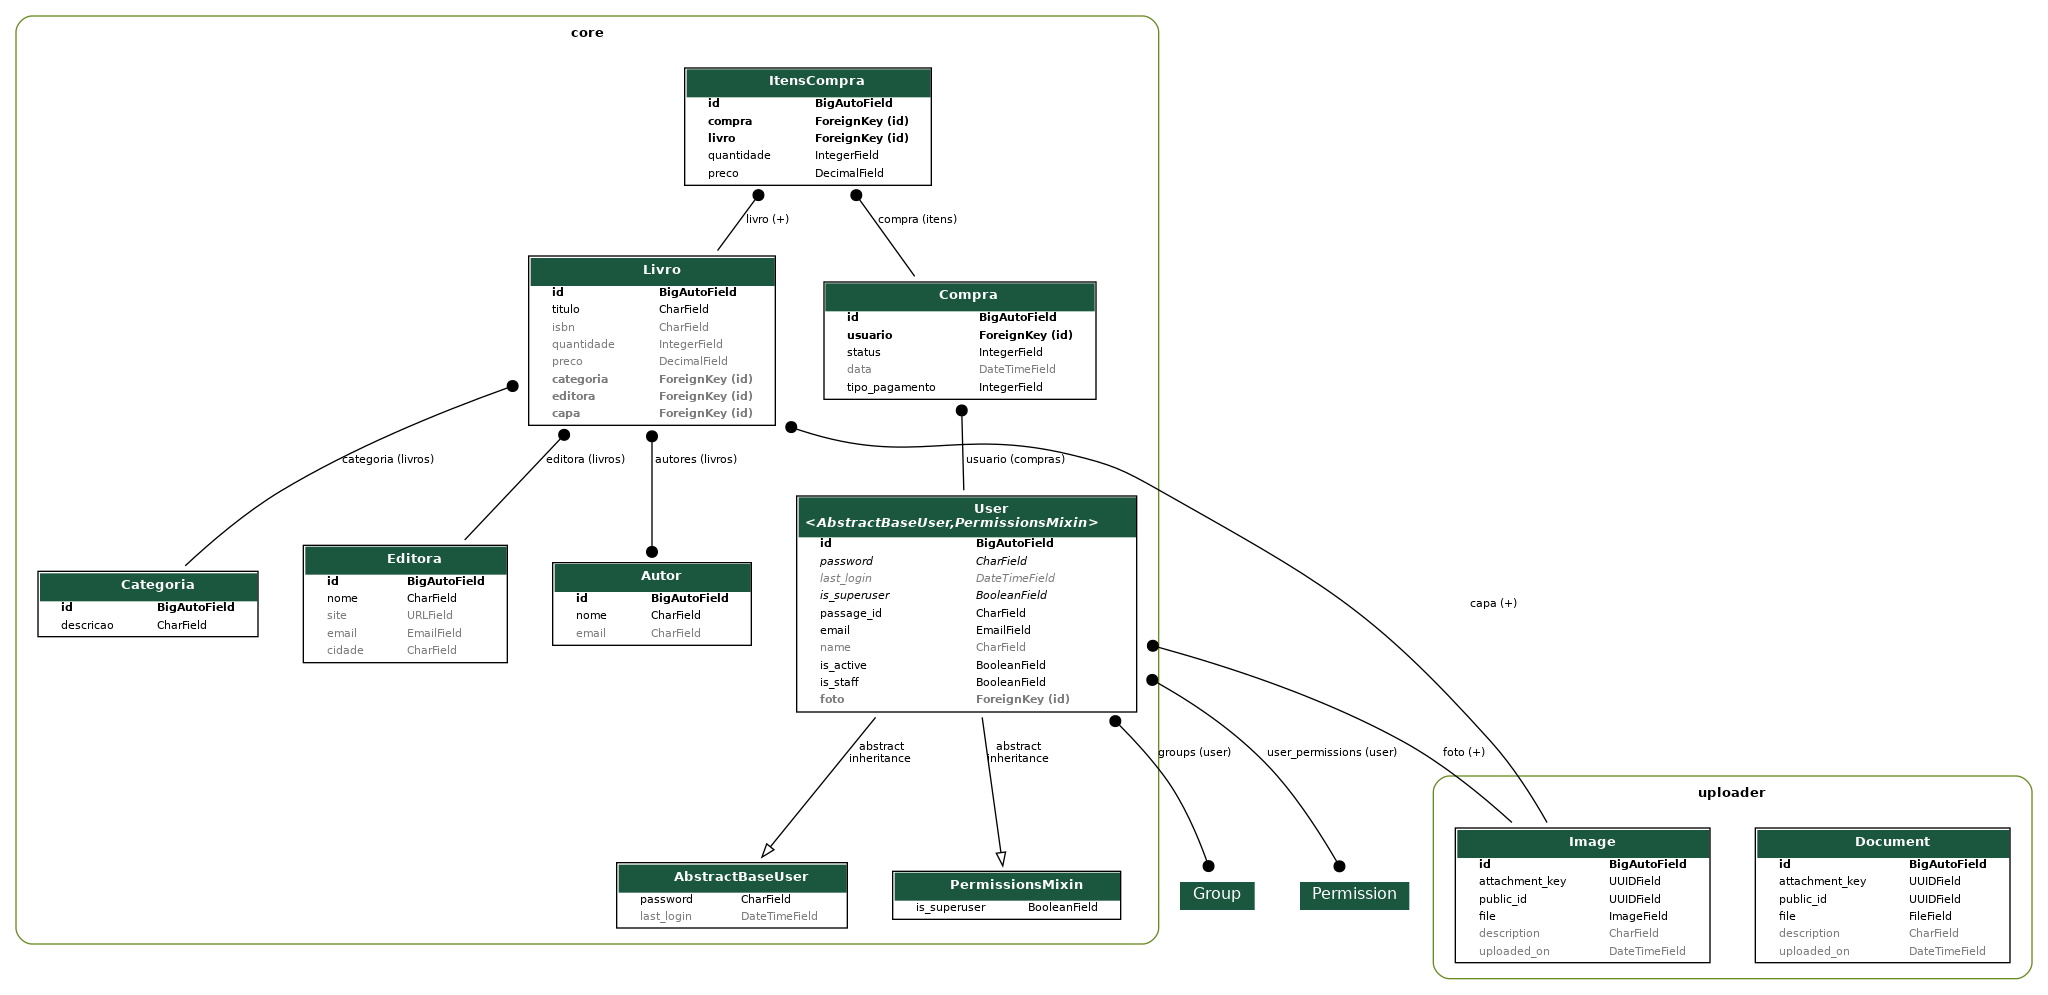 core
ItensCompra
id BigAutoField
compra ForeignKey (id)
livro ForeignKey (id)
quantidade IntegerField
preco DecimalField
livro (+)
compra (itens)
Livro
id BigAutoField
titulo CharField
isbn CharField
quantidade IntegerField
preco DecimalField
categoria ForeignKey (id)
editora ForeignKey (id)
capa ForeignKey (id)
Compra
id BigAutoField
usuario ForeignKey (id)
status IntegerField
data DateTimeField
tipo_pagamento IntegerField
categoria (livros)
editora (livros)
autores (livros)
usuario (compras)
Categoria
id BigAutoField
descricao CharField
Editora
id BigAutoField
nome CharField
site URLField
email EmailField
cidade CharField
Autor
id BigAutoField
nome CharField
email CharField
User
<AbstractBaseUser,PermissionsMixin>
id BigAutoField
password CharField
last_login DateTimeField
is_superuser BooleanField
passage_id CharField
email EmailField
name CharField
is_active BooleanField
is_staff BooleanField
foto ForeignKey (id)
capa (+)
abstract
inheritance
abstract
inheritance
groups (user)
user_permissions (user)
foto (+)
AbstractBaseUser
password CharField
last_login DateTimeField
PermissionsMixin
is_superuser BooleanField
Group
Permission
uploader
Image
id BigAutoField
attachment_key UUIDField
public_id UUIDField
file ImageField
description CharField
uploaded_on DateTimeField
Document
id BigAutoField
attachment_key UUIDField
public_id UUIDField
file FileField
description CharField
uploaded_on DateTimeField